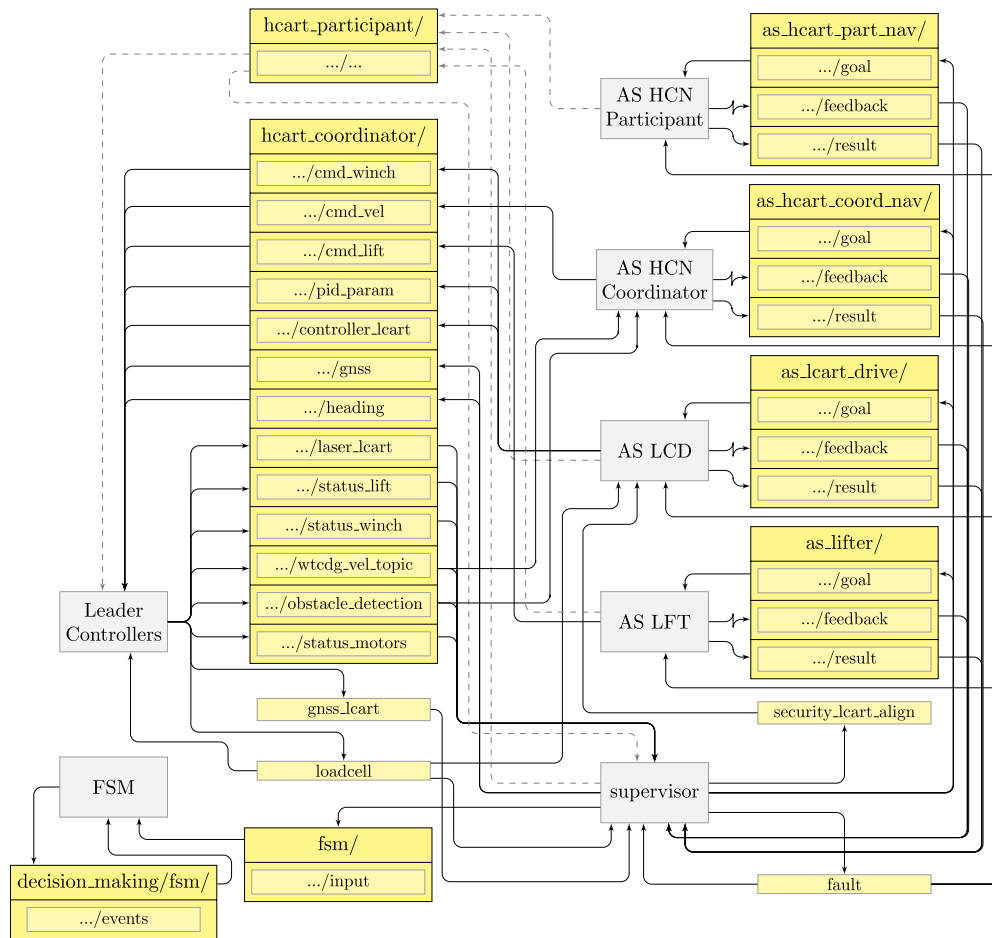 hcart_participant/
.../...
hcart_coordinator/
.../cmd_winch
.../cmd_vel
.../cmd_lift
.../pid_param
.../controller_lcart
.../gnss
.../heading
.../laser_lcart
.../status_lift
.../status_winch
.../wtcdg_vel_topic
.../obstacle_detection
.../status_motors
gnss_lcart
loadcell
Leader
Controllers
FSM
decision_making/fsm/
.../events
fsm/
.../input
AS HCN
Participant
AS HCN
Coordinator
AS LCD
AS LFT
supervisor
as_hcart_part_nav/
.../goal
.../feedback
.../result
as_hcart_coord_nav/
.../goal
.../feedback
.../result
as_lcart_drive/
.../goal
.../feedback
.../result
as_lifter/
.../goal
.../feedback
.../result
security_lcart_align
fault